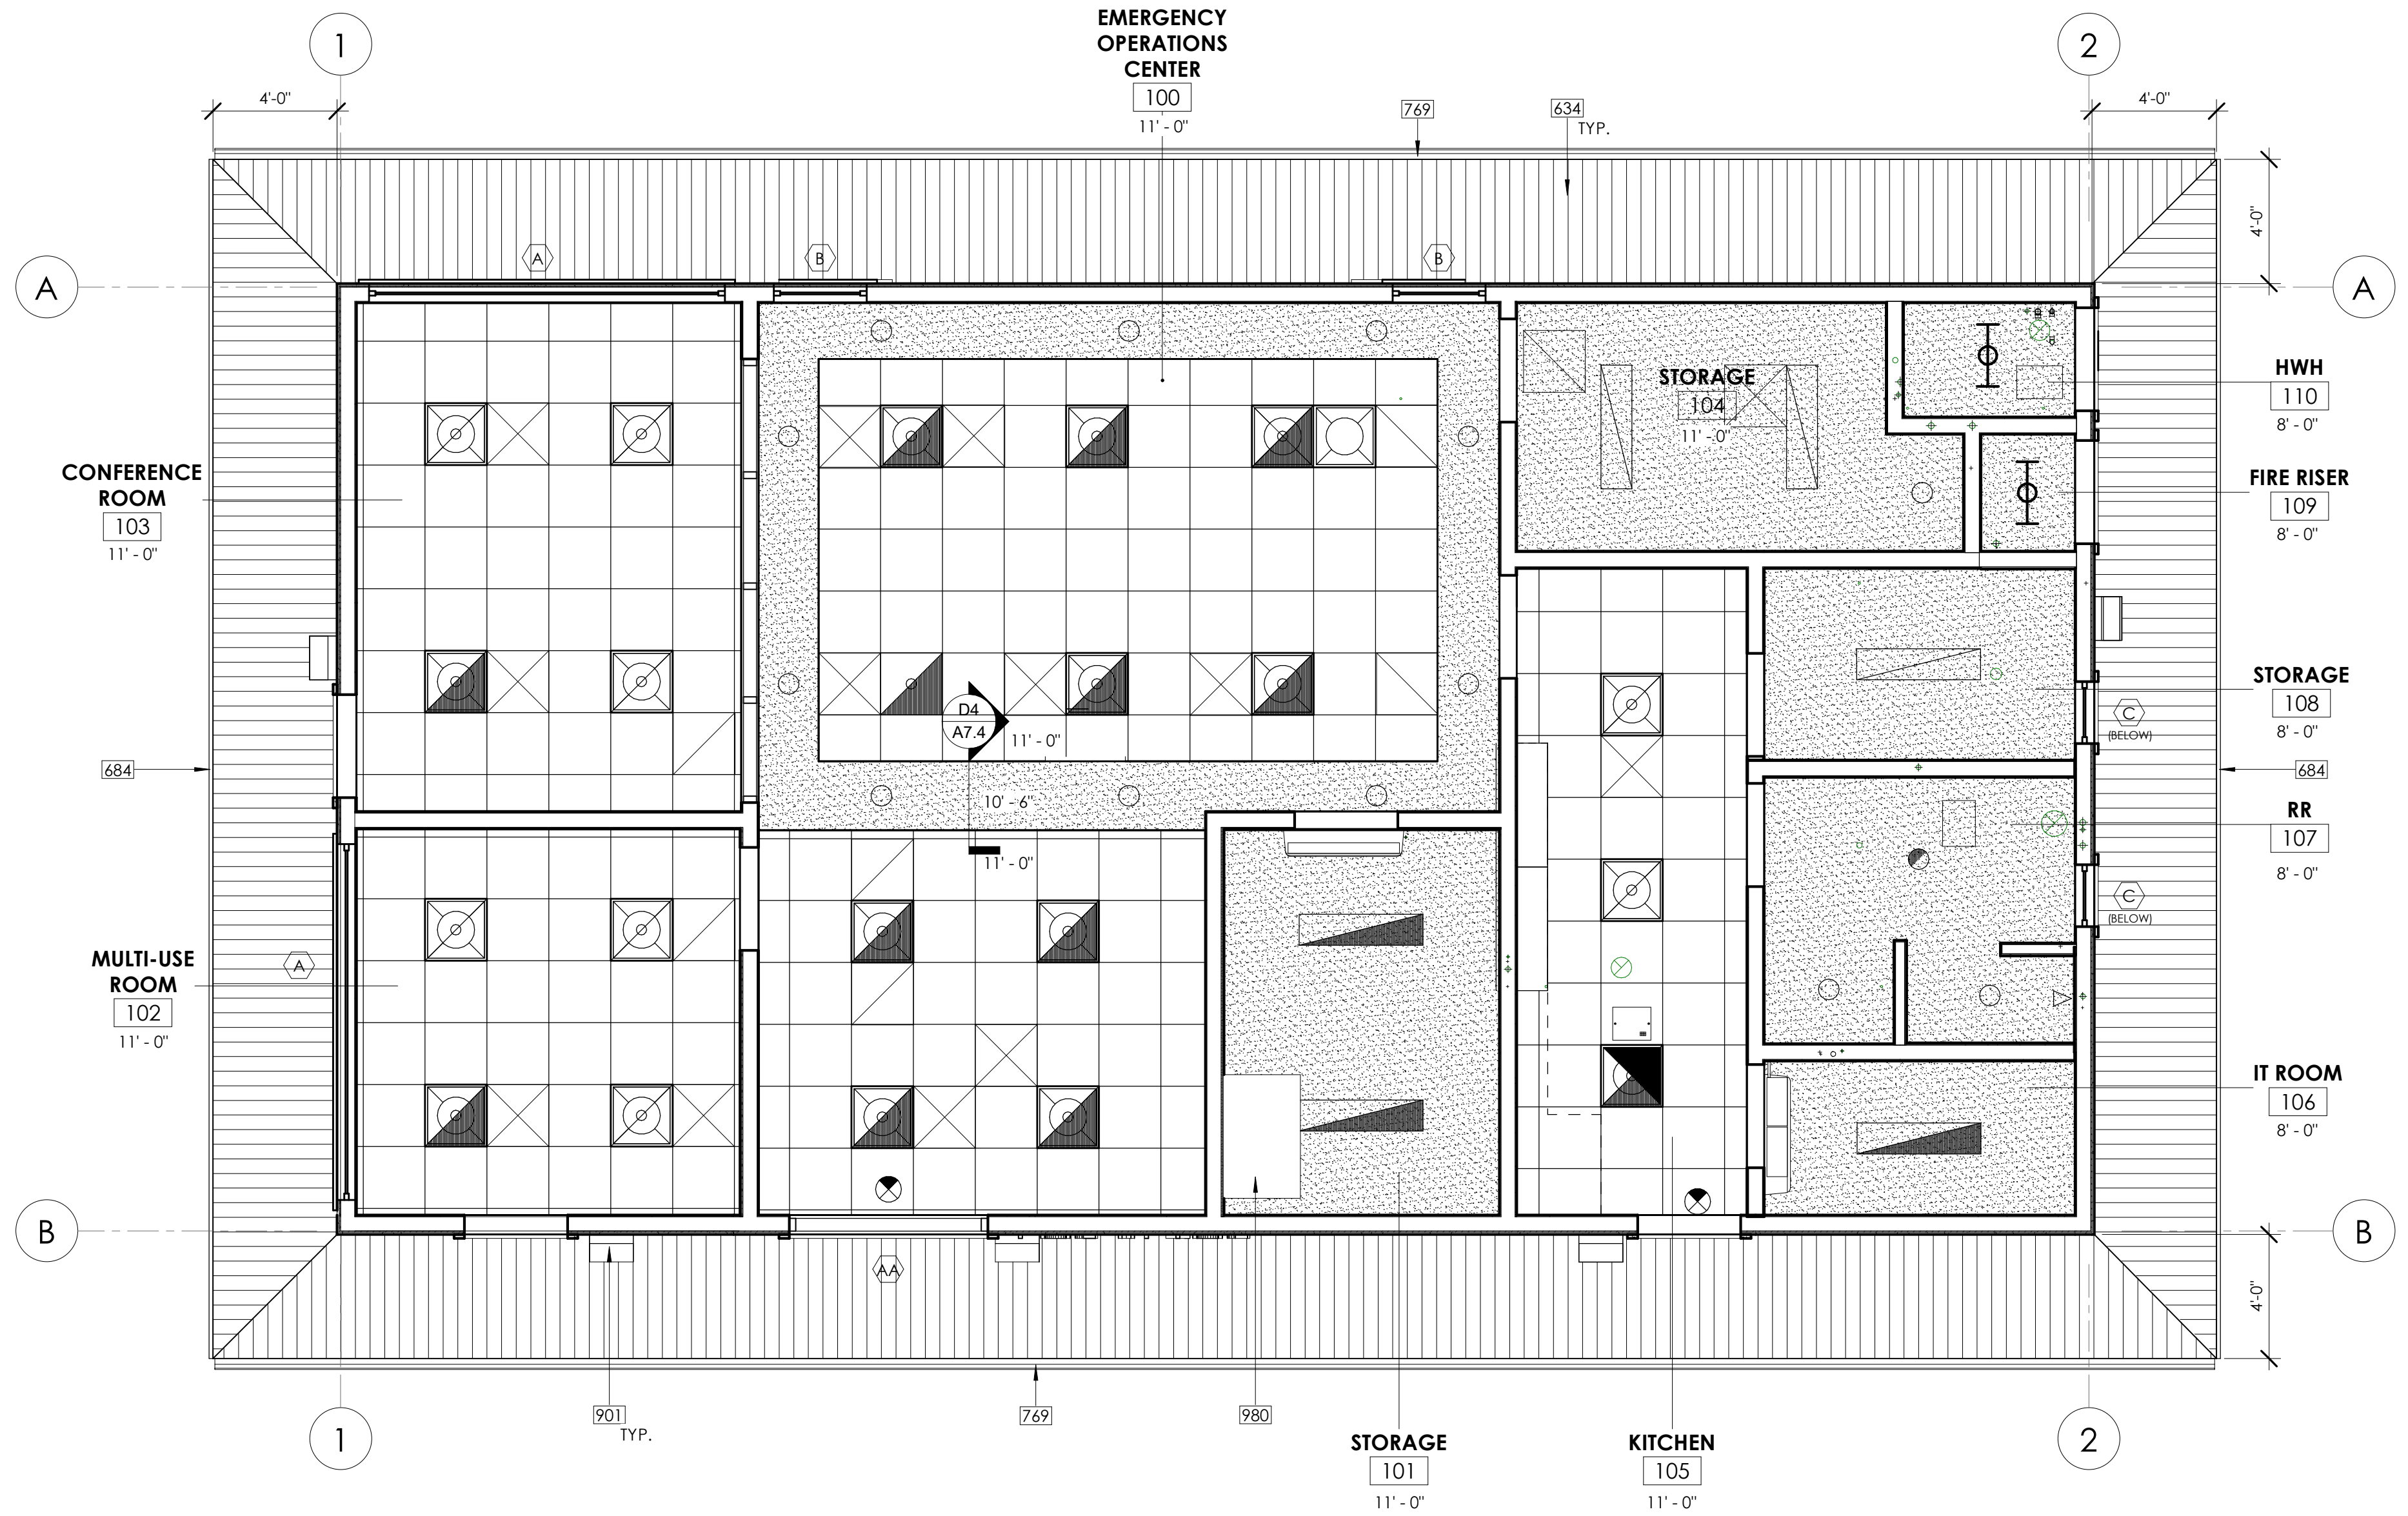 EMERGENCY
OPERATIONS
CENTER
100
11' - 0"
1
2
4'-0"
769
634
TYP.
4'-0"
4'-0"
A
B
B
A
A
HWH
110
8' - 0"
STORAGE
104
11' - 0"
CONFERENCE
ROOM
103
11' - 0"
FIRE RISER
109
8' - 0"
STORAGE
108
8' - 0"
D4
A7.4
11' - 0"
C
(BELOW)
684
684
10' - 6"
RR
107
8' - 0"
11' - 0"
C
(BELOW)
MULTI-USE
ROOM
102
11' - 0"
A
IT ROOM
106
8' - 0"
B
B
AA
4'-0"
901
TYP.
769
980
1
2
STORAGE
101
11' - 0"
KITCHEN
105
11' - 0"